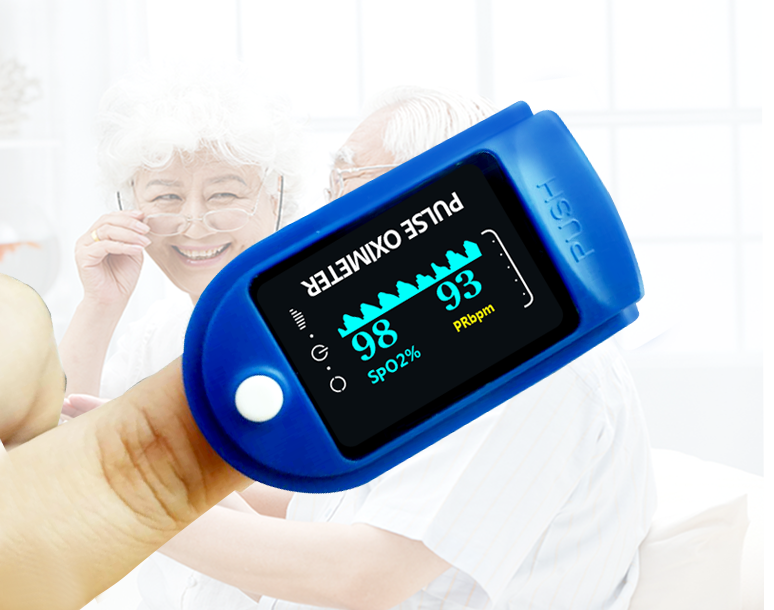 PULSE OXIMETER
98 93
SpO2% PRbpm
PUSH